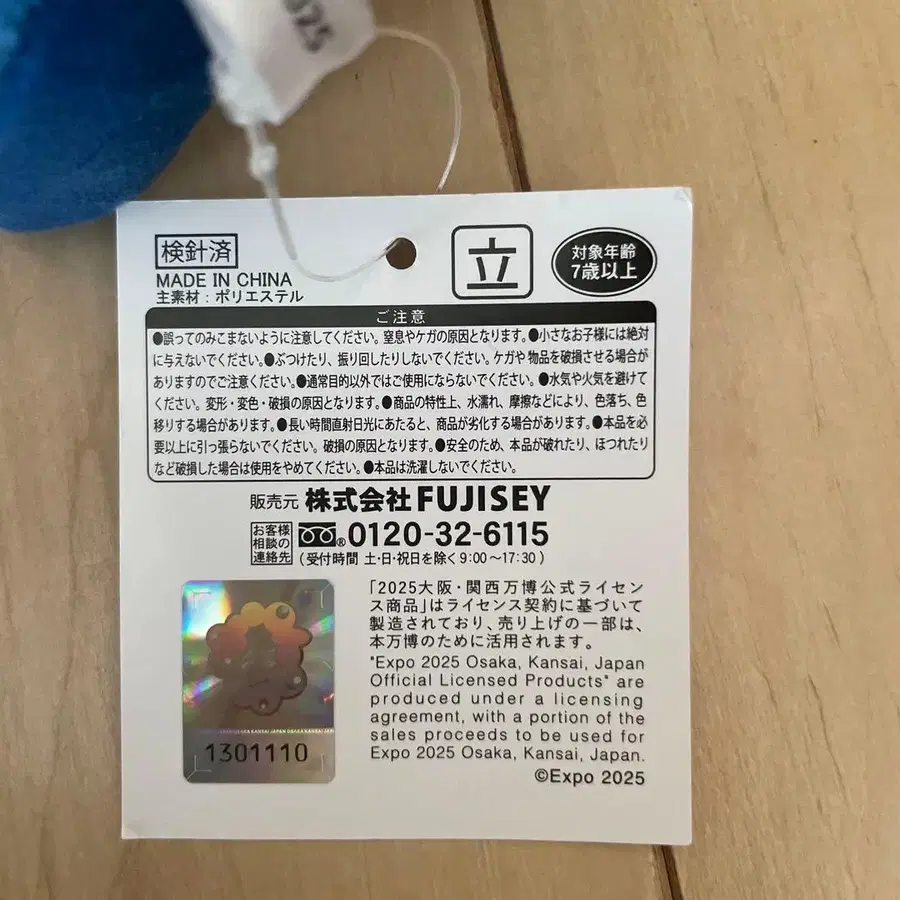 025
検針済
MADE IN CHINA
主素材：ポリエステル
立
対象年齢
7歳以上
ご注意
●誤ってのみこまないように注意してください。窒息やケガの原因となります。●小さなお子様には絶対
に与えないでください。●ぶつけたり、振り回したりしないでください。ケガや物品を破損させる場合が
ありますのでご注意ください。●通常目的以外ではご使用にならないでください。●水気や火気を避けて
ください。変形・変色・破損の原因となります。●商品の特性上、水濡れ、摩擦などにより、色落ち、色
移りする場合があります。●長い時間直射日光にあたると、商品が劣化する場合があります。●本品を必
要以上に引っ張らないでください。破損の原因となります。●安全のため、本品が破れたり、ほつれたり
など破損した場合は使用をやめてください。●本品は洗濯しないでください。
販売元 株式会社FUJISEY
お客様
相談の
連絡先
®0120-32-6115
（受付時間 土・日・祝日を除く9:00〜17:30）
「2025大阪・関西万博公式ライセン
ス商品」はライセンス契約に基づいて
製造されており、売り上げの一部は、
本万博のために活用されます。
"Expo 2025 Osaka, Kansai, Japan
Official Licensed Products" are
produced under a licensing
agreement, with a portion of the
sales proceeds to be used for
Expo 2025 Osaka, Kansai, Japan.
©Expo 2025
OSAKA KANSAI JAPAN OSAKA KANSAI
1301110